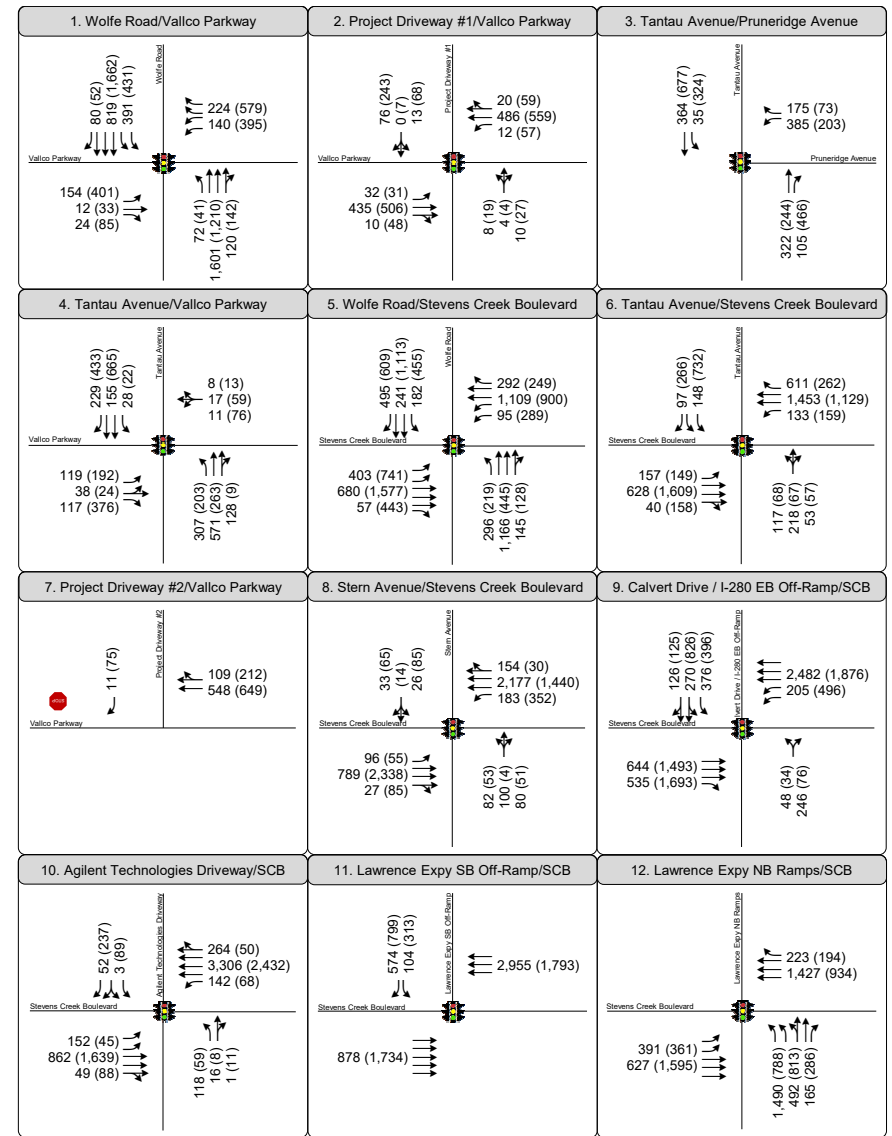 1. Wolfe Road/Vallco Parkway
80 (52)
819 (1,662)
391 (431)
Wolfe Road
224 (579)
140 (395)
Vallco Parkway
154 (401)
12 (33)
24 (85)
72 (41)
1,601 (1,210)
120 (142)
2. Project Driveway #1/Vallco Parkway
76 (243)
0 (7)
13 (68)
Project Driveway #1
20 (59)
486 (559)
12 (57)
Vallco Parkway
32 (31)
435 (506)
10 (48)
8 (19)
4 (4)
10 (27)
3. Tantau Avenue/Pruneridge Avenue
364 (677)
35 (324)
Tantau Avenue
175 (73)
385 (203)
Pruneridge Avenue
322 (244)
105 (466)
4. Tantau Avenue/Vallco Parkway
229 (433)
155 (665)
28 (22)
Tantau Avenue
8 (13)
17 (59)
11 (76)
Vallco Parkway
119 (192)
38 (24)
117 (376)
307 (203)
571 (263)
128 (9)
5. Wolfe Road/Stevens Creek Boulevard
495 (609)
241 (1,113)
182 (455)
Wolfe Road
292 (249)
1,109 (900)
95 (289)
Stevens Creek Boulevard
403 (741)
680 (1,577)
57 (443)
296 (219)
1,166 (445)
145 (128)
6. Tantau Avenue/Stevens Creek Boulevard
97 (266)
148 (732)
Tantau Avenue
611 (262)
1,453 (1,129)
133 (159)
Stevens Creek Boulevard
157 (149)
628 (1,609)
40 (158)
117 (68)
218 (67)
53 (57)
7. Project Driveway #2/Vallco Parkway
11 (75)
Project Driveway #2
109 (212)
548 (649)
STOP
Vallco Parkway
8. Stern Avenue/Stevens Creek Boulevard
33 (65)
(14)
26 (85)
Stern Avenue
154 (30)
2,177 (1,440)
183 (352)
Stevens Creek Boulevard
96 (55)
789 (2,338)
27 (85)
82 (53)
100 (4)
80 (51)
9. Calvert Drive / I-280 EB Off-Ramp/SCB
126 (125)
270 (826)
376 (396)
lvert Drive / I-280 EB Off-Ramp
2,482 (1,876)
205 (496)
Stevens Creek Boulevard
644 (1,493)
535 (1,693)
48 (34)
246 (76)
10. Agilent Technologies Driveway/SCB
52 (237)
3 (89)
Agilent Technologies Driveway
264 (50)
3,306 (2,432)
142 (68)
Stevens Creek Boulevard
152 (45)
862 (1,639)
49 (88)
118 (59)
16 (8)
1 (11)
11. Lawrence Expy SB Off-Ramp/SCB
574 (799)
104 (313)
Lawrence Expy SB Off-Ramp
2,955 (1,793)
Stevens Creek Boulevard
878 (1,734)
12. Lawrence Expy NB Ramps/SCB
Lawrence Expy NB Ramps
223 (194)
1,427 (934)
Stevens Creek Boulevard
391 (361)
627 (1,595)
1,490 (788)
492 (813)
165 (286)